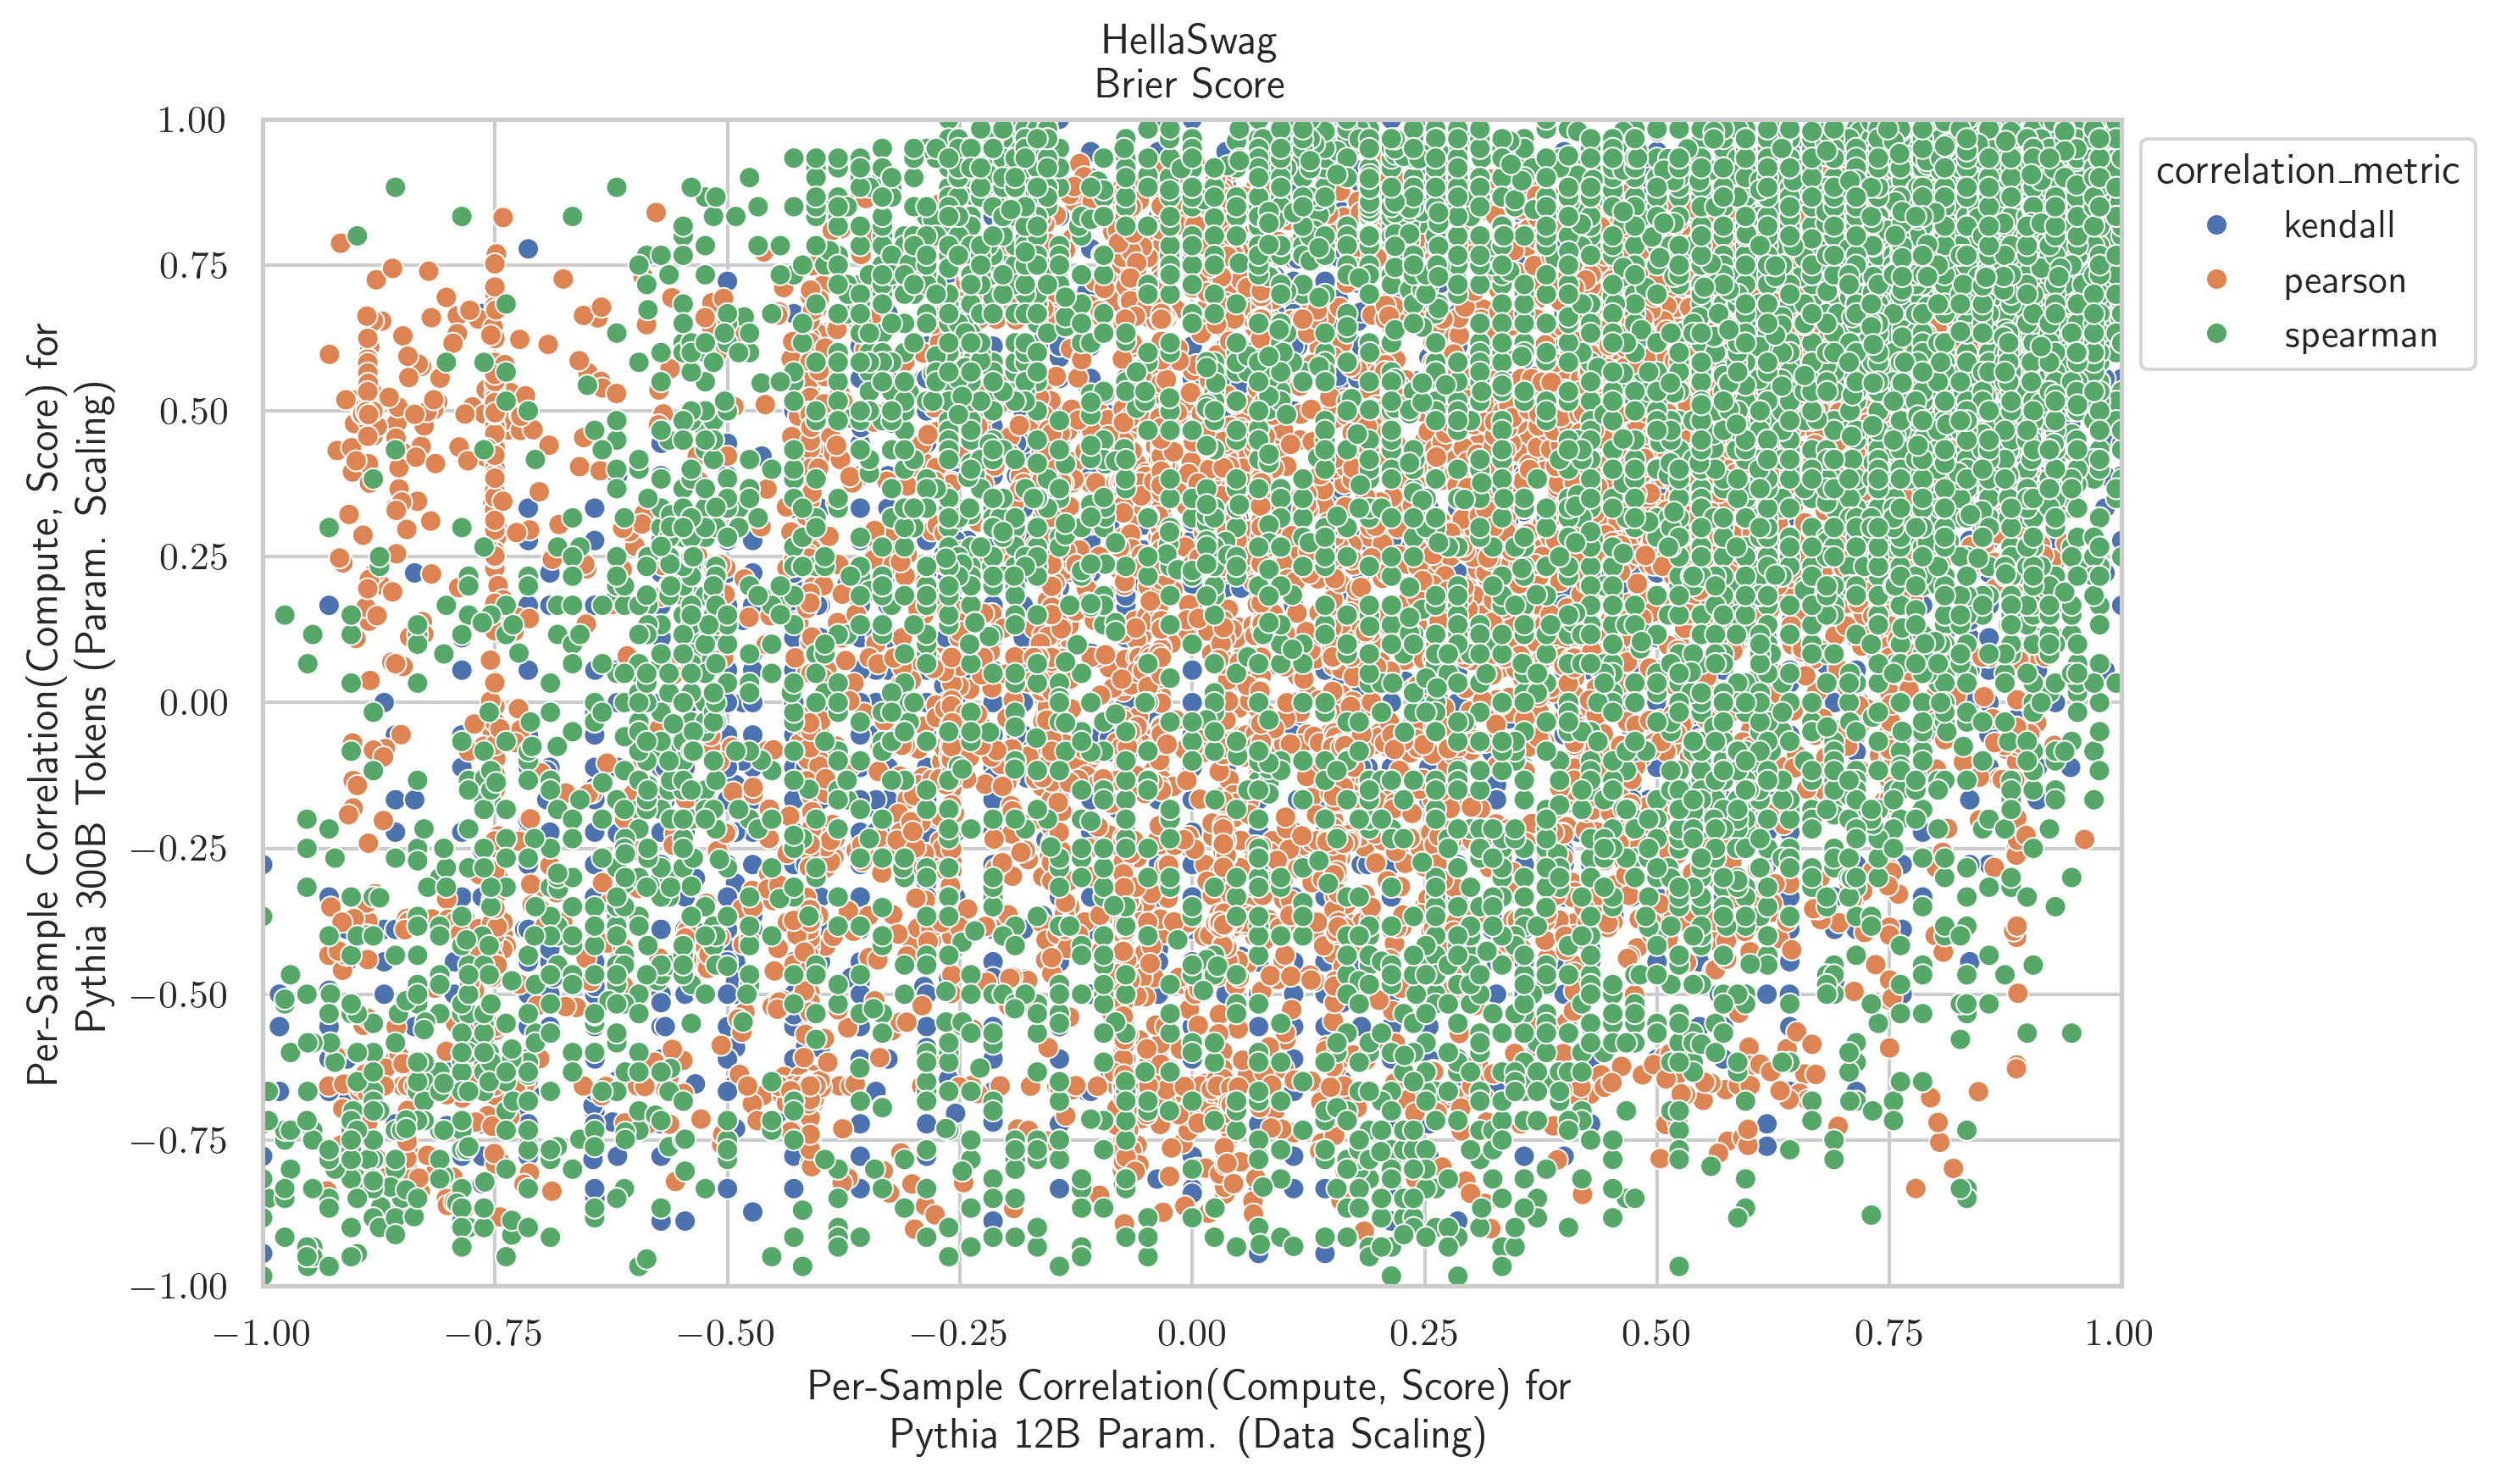 HellaSwag
Brier Score
Per-Sample Correlation(Compute, Score) for
Pythia 300B Tokens (Param. Scaling)
1.00
0.75
0.50
0.25
0.00
−0.25
−0.50
−0.75
−1.00
−1.00
−0.75
−0.50
−0.25
0.00
0.25
0.50
0.75
1.00
Per-Sample Correlation(Compute, Score) for
Pythia 12B Param. (Data Scaling)
correlation_metric
kendall
pearson
spearman